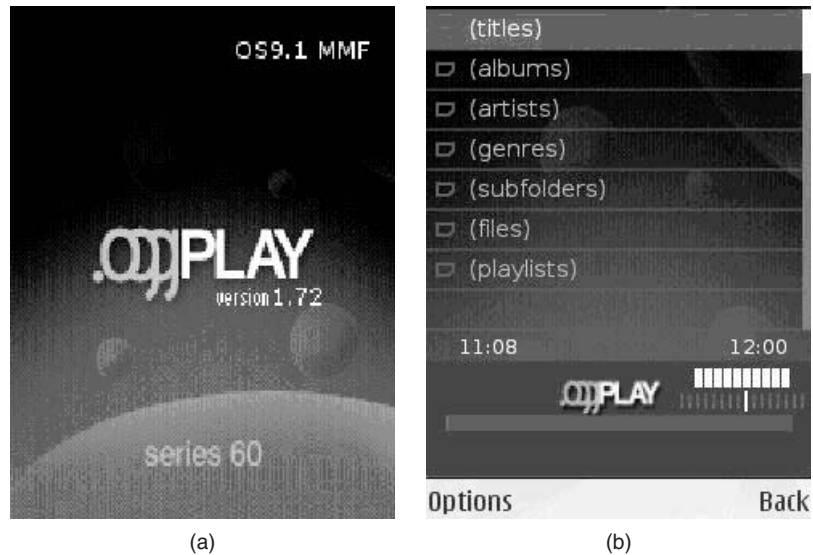 OS9.1 MMF
.oggPLAY
version 1.72
series 60
(a)
(titles)
(albums)
(artists)
(genres)
(subfolders)
(files)
(playlists)
11:08 12:00
.oggPLAY
Options Back
(b)